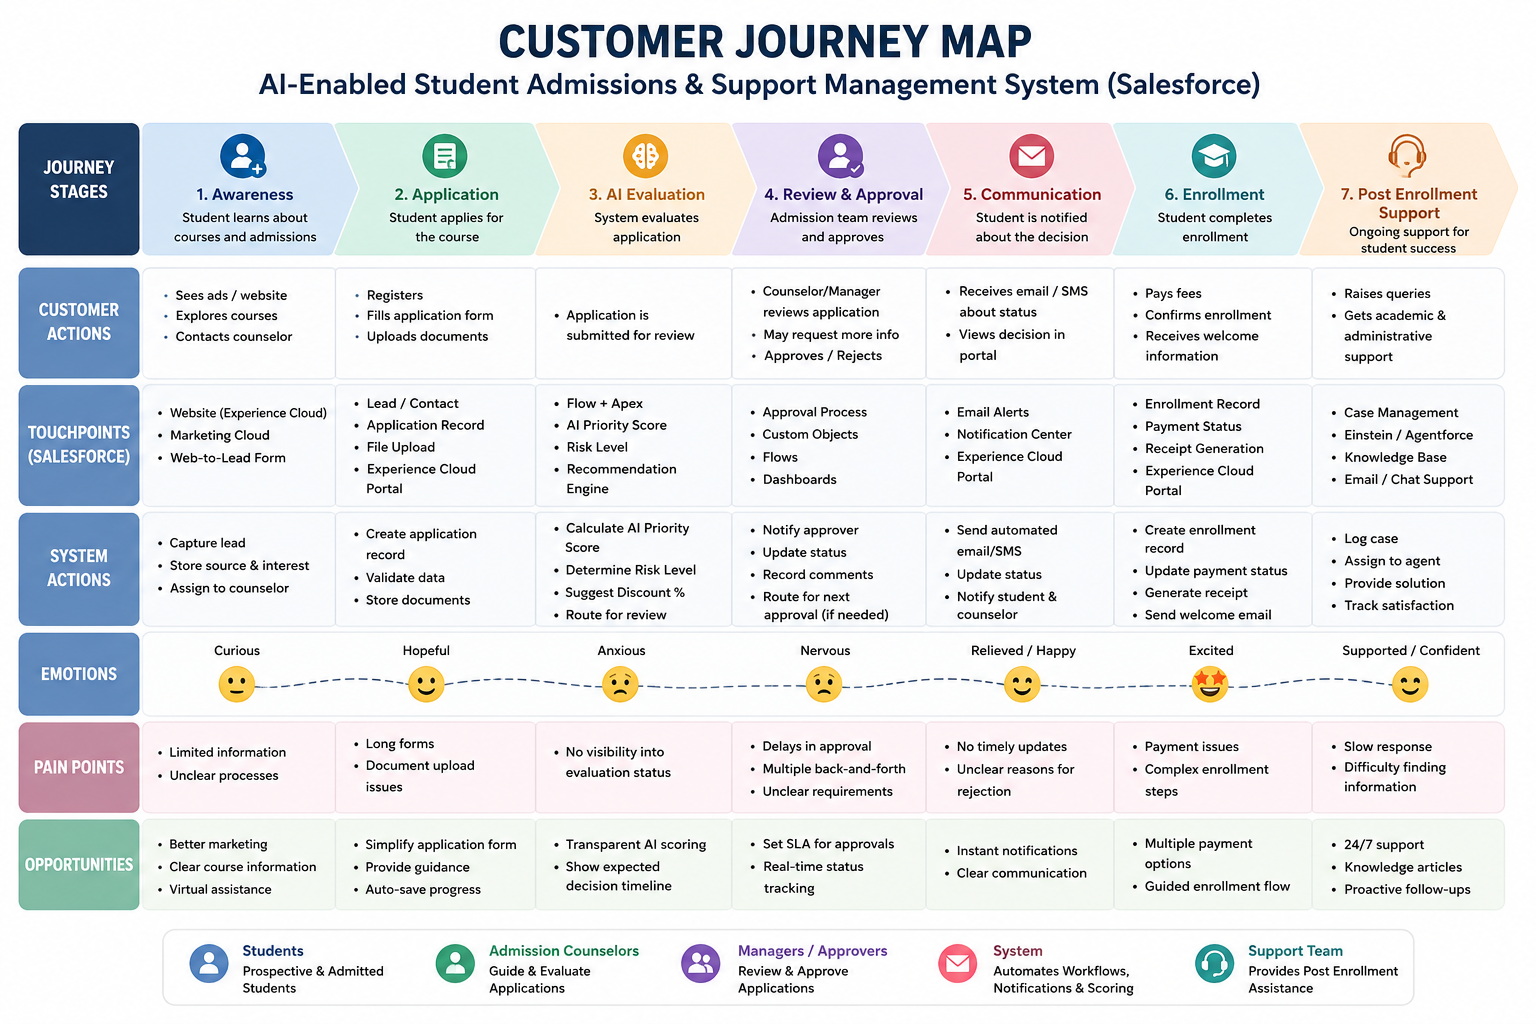 CUSTOMER JOURNEY MAP
AI-Enabled Student Admissions & Support Management System (Salesforce)
JOURNEY
STAGES
1. Awareness
Student learns about
courses and admissions
2. Application
Student applies for
the course
3. AI Evaluation
System evaluates
application
4. Review & Approval
Admission team reviews
and approves
5. Communication
Student is notified
about the decision
6. Enrollment
Student completes
enrollment
7. Post Enrollment
Support
Ongoing support for
student success
CUSTOMER
ACTIONS
• Sees ads / website
• Explores courses
• Contacts counselor
• Registers
• Fills application form
• Uploads documents
• Application is
submitted for review
• Counselor/Manager
reviews application
• May request more info
• Approves / Rejects
• Receives email / SMS
about status
• Views decision in
portal
• Pays fees
• Confirms enrollment
• Receives welcome
information
• Raises queries
• Gets academic &
administrative
support
TOUCHPOINTS
(SALESFORCE)
• Website (Experience Cloud)
• Marketing Cloud
• Web-to-Lead Form
• Lead / Contact
• Application Record
• File Upload
• Experience Cloud
Portal
• Flow + Apex
• AI Priority Score
• Risk Level
• Recommendation
Engine
• Approval Process
• Custom Objects
• Flows
• Dashboards
• Email Alerts
• Notification Center
• Experience Cloud
Portal
• Enrollment Record
• Payment Status
• Receipt Generation
• Experience Cloud
Portal
• Case Management
• Einstein / Agentforce
• Knowledge Base
• Email / Chat Support
SYSTEM
ACTIONS
• Capture lead
• Store source & interest
• Assign to counselor
• Create application
record
• Validate data
• Store documents
• Calculate AI Priority
Score
• Determine Risk Level
• Suggest Discount %
• Route for review
• Notify approver
• Update status
• Record comments
• Route for next
approval (if needed)
• Send automated
email/SMS
• Update status
• Notify student &
counselor
• Create enrollment
record
• Update payment status
• Generate receipt
• Send welcome email
• Log case
• Assign to agent
• Provide solution
• Track satisfaction
EMOTIONS
Curious
Hopeful
Anxious
Nervous
Relieved / Happy
Excited
Supported / Confident
PAIN POINTS
• Limited information
• Unclear processes
• Long forms
• Document upload
issues
• No visibility into
evaluation status
• Delays in approval
• Multiple back-and-forth
• Unclear requirements
• No timely updates
• Unclear reasons for
rejection
• Payment issues
• Complex enrollment
steps
• Slow response
• Difficulty finding
information
OPPORTUNITIES
• Better marketing
• Clear course information
• Virtual assistance
• Simplify application form
• Provide guidance
• Auto-save progress
• Transparent AI scoring
• Show expected
decision timeline
• Set SLA for approvals
• Real-time status
tracking
• Instant notifications
• Clear communication
• Multiple payment
options
• Guided enrollment flow
• 24/7 support
• Knowledge articles
• Proactive follow-ups
Students
Prospective & Admitted
Students
Admission Counselors
Guide & Evaluate
Applications
Managers / Approvers
Review & Approve
Applications
System
Automates Workflows,
Notifications & Scoring
Support Team
Provides Post Enrollment
Assistance